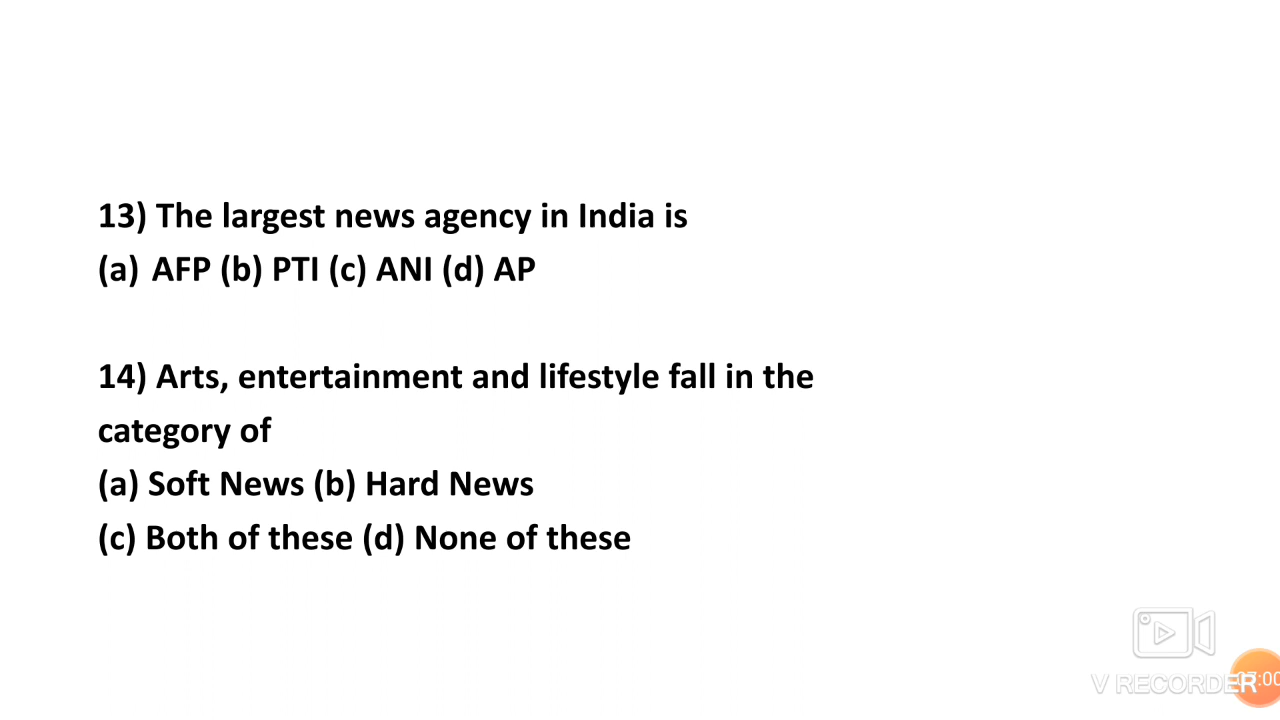 13) The largest news agency in India is
(a) AFP (b) PTI (c) ANI (d) AP
14) Arts, entertainment and lifestyle fall in the
category of
(a) Soft News (b) Hard News
(c) Both of these (d) None of these
V RECORDER